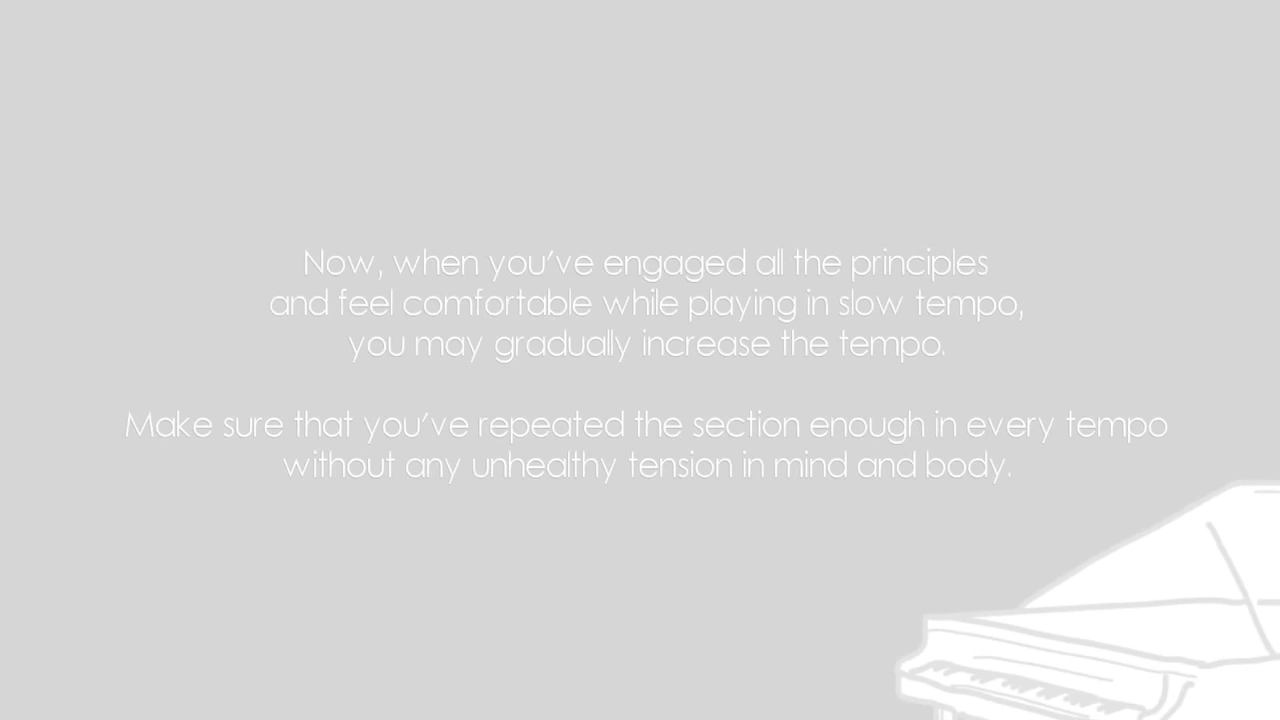 Now, when you've engaged all the principles
and feel comfortable while playing in slow tempo,
you may gradually increase the tempo.
Make sure that you've repeated the section enough in every tempo
without any unhealthy tension in mind and body.